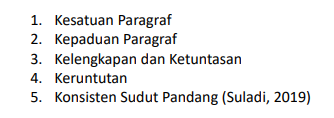 1. Kesatuan Paragraf
2. Kepaduan Paragraf
3. Kelengkapan dan Ketuntasan
4. Keruntutan
5. Konsisten Sudut Pandang (Suladi, 2019)